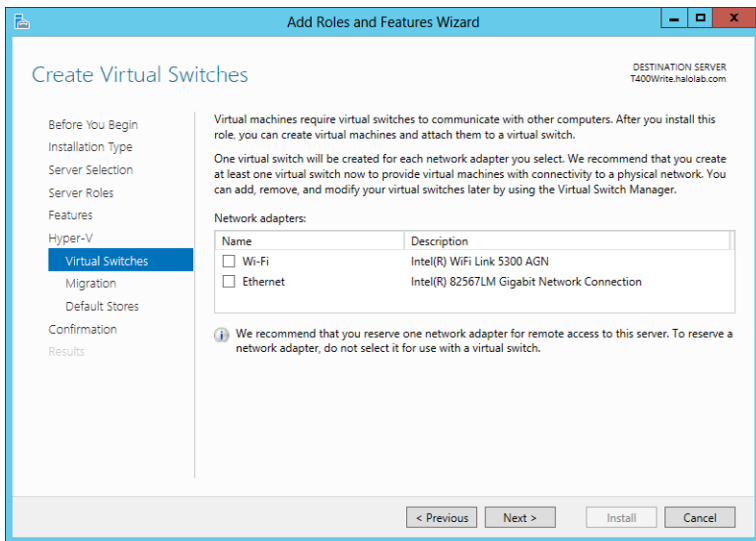 Add Roles and Features Wizard
Create Virtual Switches
DESTINATION SERVER
T400Write.halolab.com
Before You Begin
Installation Type
Server Selection
Server Roles
Features
Hyper-V
Virtual Switches
Migration
Default Stores
Confirmation
Results
Virtual machines require virtual switches to communicate with other computers. After you install this
role, you can create virtual machines and attach them to a virtual switch.
One virtual switch will be created for each network adapter you select. We recommend that you create
at least one virtual switch now to provide virtual machines with connectivity to a physical network. You
can add, remove, and modify your virtual switches later by using the Virtual Switch Manager.
Network adapters:
Name Description
Wi-Fi Intel(R) WiFi Link 5300 AGN
Ethernet Intel(R) 82567LM Gigabit Network Connection
We recommend that you reserve one network adapter for remote access to this server. To reserve a
network adapter, do not select it for use with a virtual switch.
< Previous Next > Install Cancel